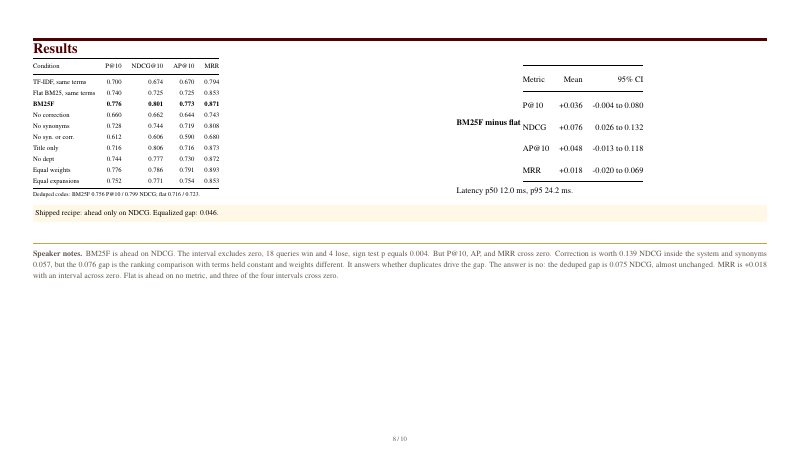 Results
Condition P@10 NDCG@10 AP@10 MRR
TF-IDF, same terms 0.700 0.674 0.670 0.794
Flat BM25, same terms 0.740 0.725 0.725 0.853
BM25F 0.776 0.801 0.773 0.871
No correction 0.660 0.662 0.644 0.743
No synonyms 0.728 0.744 0.719 0.808
No syn. or corr. 0.612 0.606 0.590 0.680
Title only 0.716 0.806 0.716 0.873
No dept 0.744 0.777 0.730 0.872
Equal weights 0.776 0.786 0.791 0.893
Equal expansions 0.752 0.771 0.754 0.853
Deduped codes: BM25F 0.756 P@10 / 0.799 NDCG; flat 0.716 / 0.723.
BM25F minus flat
Metric Mean 95% CI
P@10 +0.036 -0.004 to 0.080
NDCG +0.076 0.026 to 0.132
AP@10 +0.048 -0.013 to 0.118
MRR +0.018 -0.020 to 0.069
Latency p50 12.0 ms, p95 24.2 ms.
Shipped recipe: ahead only on NDCG. Equalized gap: 0.046.
Speaker notes. BM25F is ahead on NDCG. The interval excludes zero, 18 queries win and 4 lose, sign test p equals 0.004. But P@10, AP, and MRR cross zero. Correction is worth 0.139 NDCG inside the system and synonyms
0.057, but the 0.076 gap is the ranking comparison with terms held constant and weights different. It answers whether duplicates drive the gap. The answer is no: the deduped gap is 0.075 NDCG, almost unchanged. MRR is +0.018
with an interval across zero. Flat is ahead on no metric, and three of the four intervals cross zero.
8 / 10